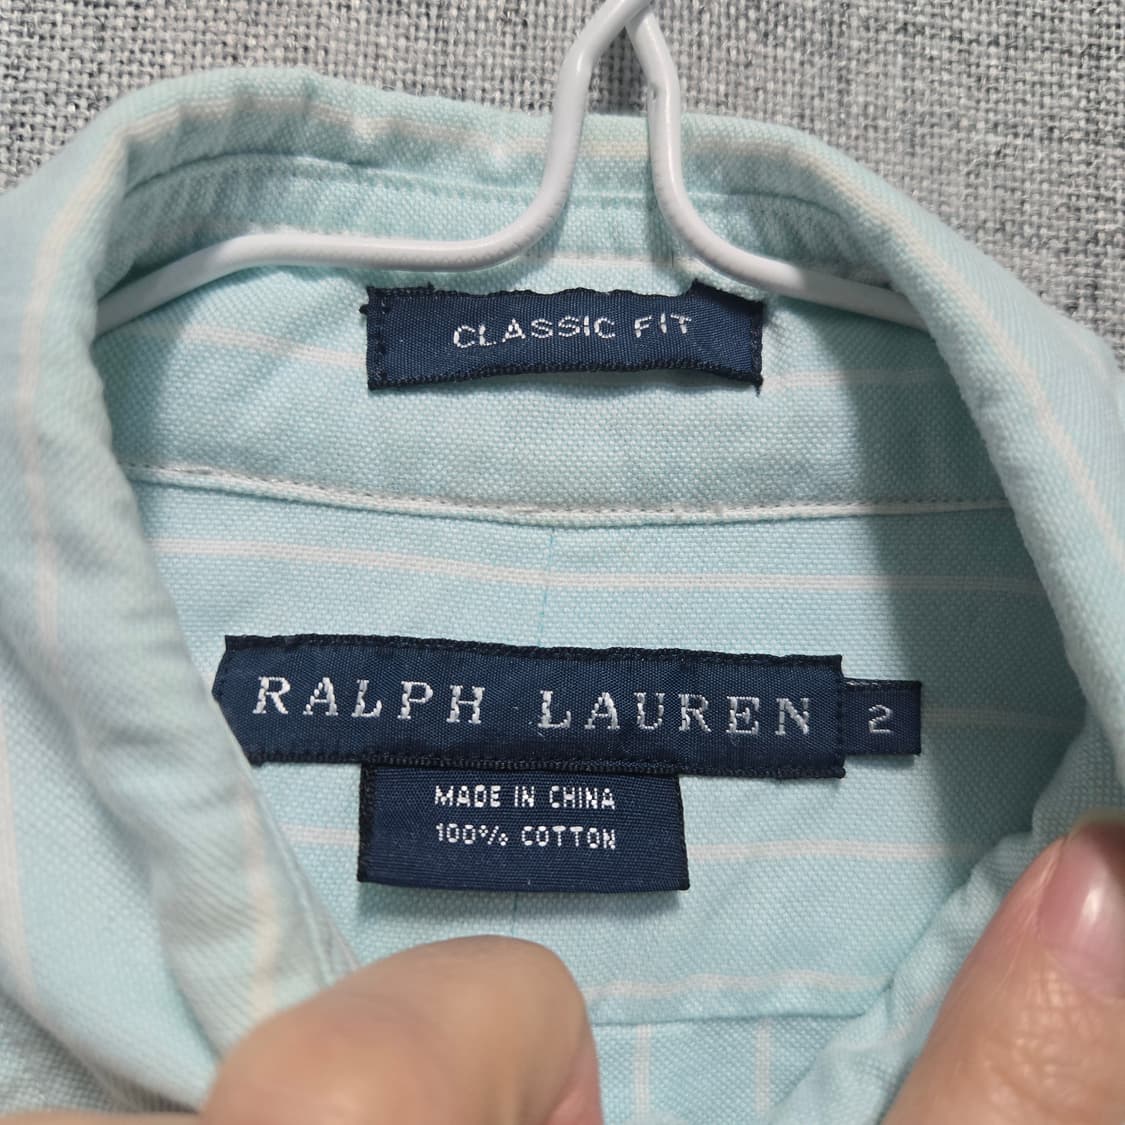 CLASSIC FIT
RALPH LAUREN
2
MADE IN CHINA
100% COTTON